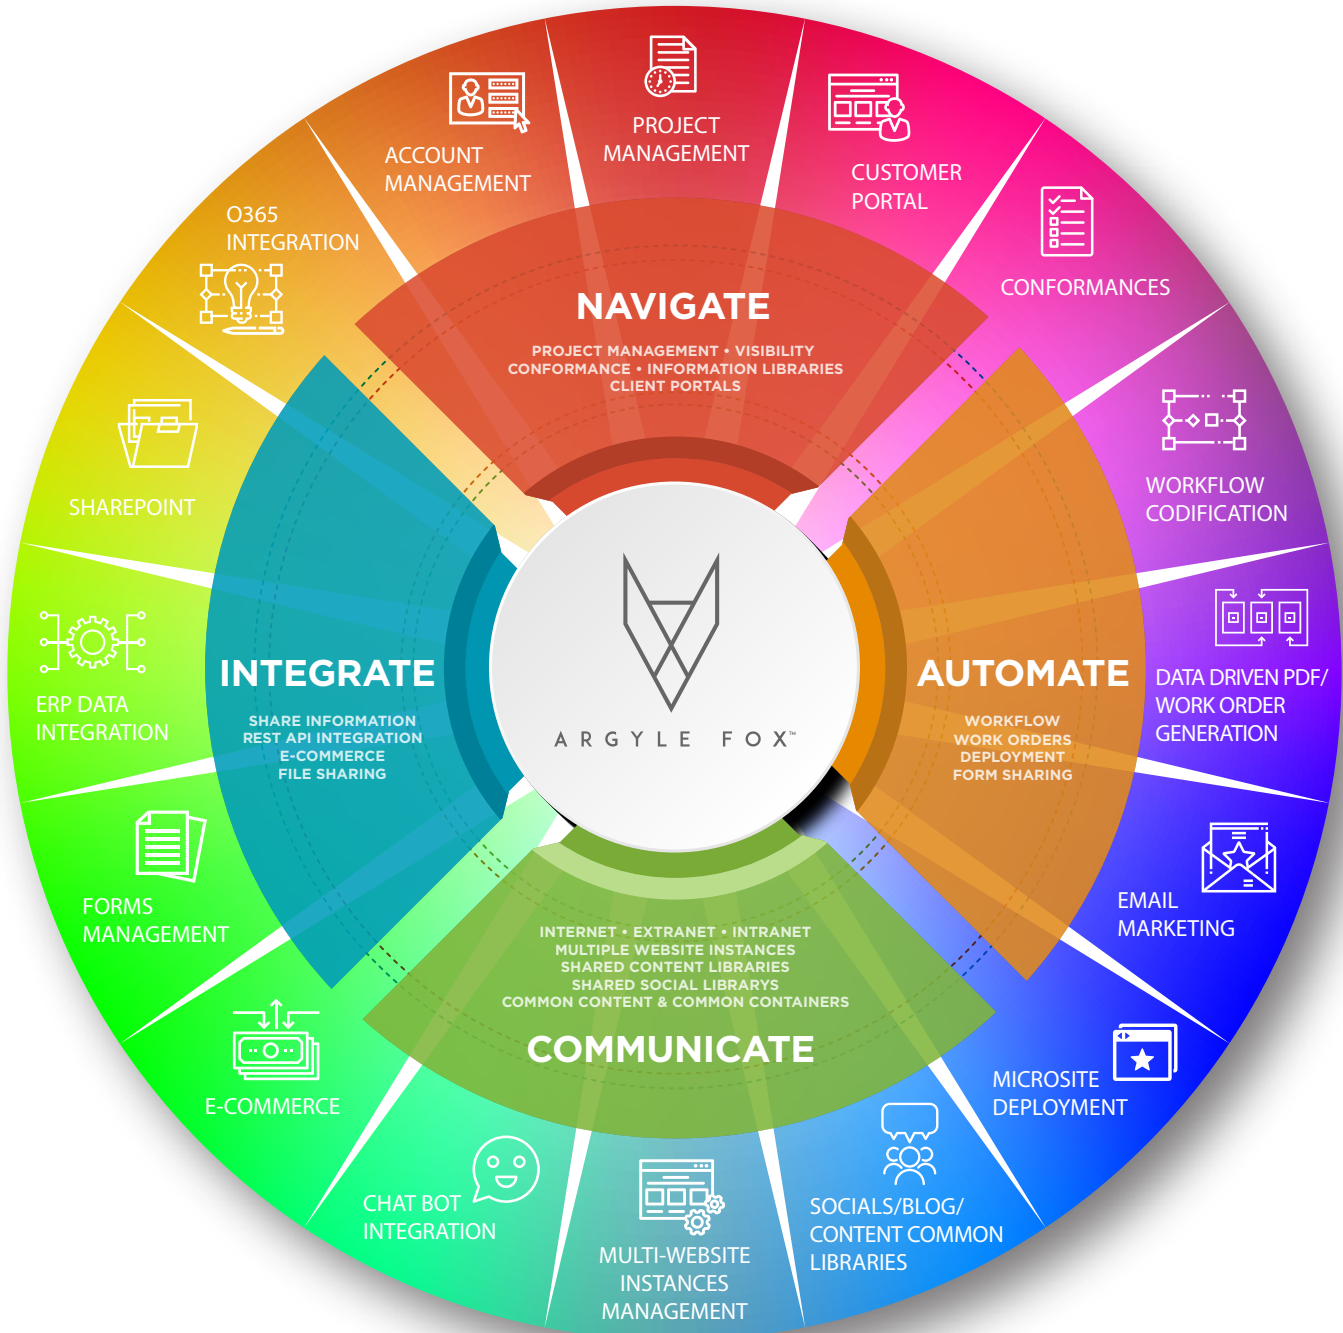 PROJECT
MANAGEMENT
CUSTOMER
PORTAL
CONFORMANCES
WORKFLOW
CODIFICATION
DATA DRIVEN PDF/
WORK ORDER
GENERATION
EMAIL
MARKETING
MICROSITE
DEPLOYMENT
SOCIALS/BLOG/
CONTENT COMMON
LIBRARIES
MULTI-WEBSITE
INSTANCES
MANAGEMENT
CHAT BOT
INTEGRATION
E-COMMERCE
FORMS
MANAGEMENT
ERP DATA
INTEGRATION
SHAREPOINT
O365
INTEGRATION
ACCOUNT
MANAGEMENT
NAVIGATE
PROJECT MANAGEMENT • VISIBILITY
CONFORMANCE • INFORMATION LIBRARIES
CLIENT PORTALS
AUTOMATE
WORKFLOW
WORK ORDERS
DEPLOYMENT
FORM SHARING
INTERNET • EXTRANET • INTRANET
MULTIPLE WEBSITE INSTANCES
SHARED CONTENT LIBRARIES
SHARED SOCIAL LIBRARYS
COMMON CONTENT & COMMON CONTAINERS
COMMUNICATE
INTEGRATE
SHARE INFORMATION
REST API INTEGRATION
E-COMMERCE
FILE SHARING
ARGYLE FOX™